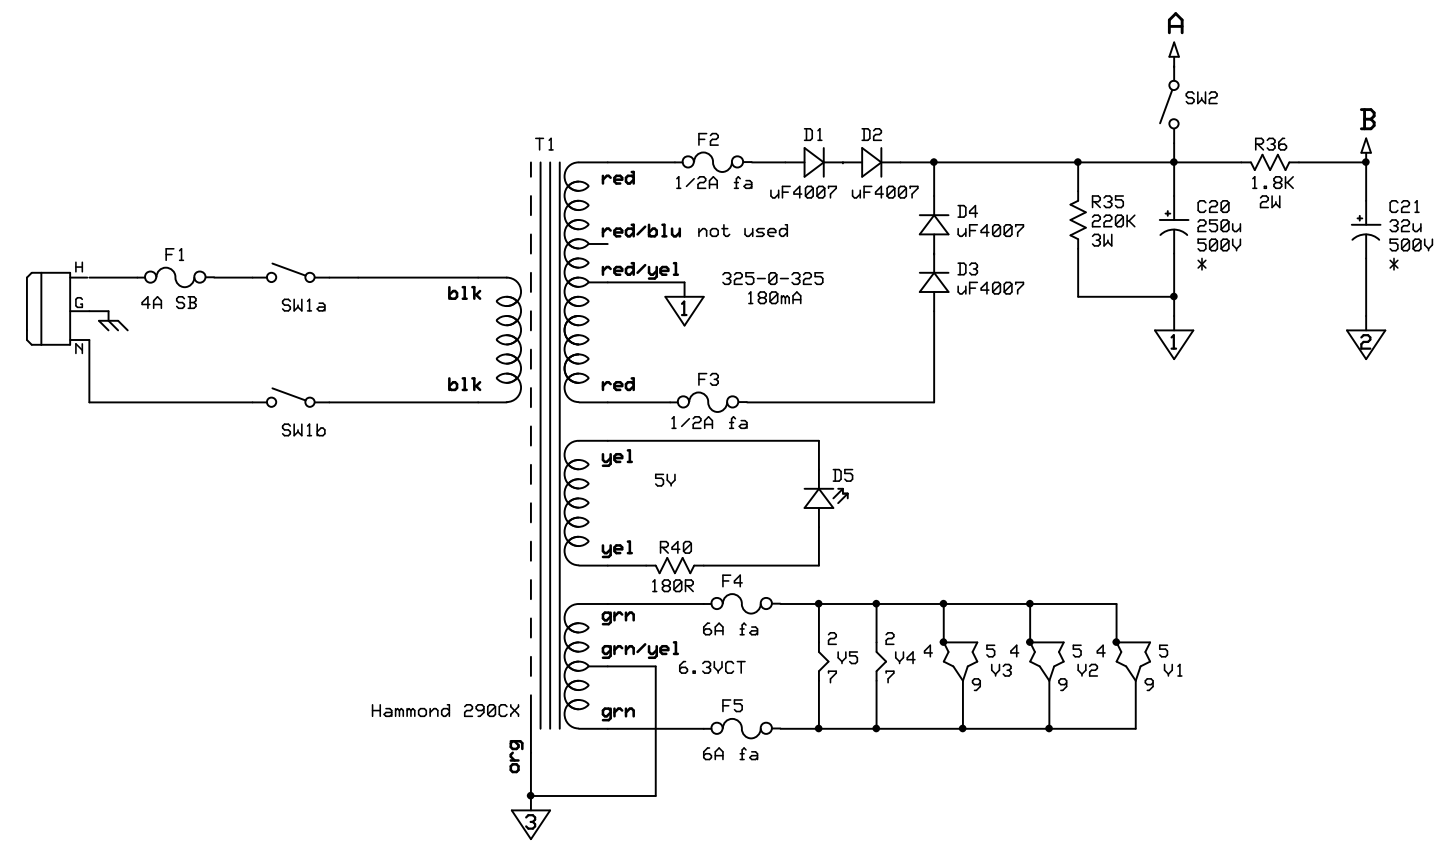 A
SW2
B
T1
F2
D1
D2
R36
red
1/2A fa
uF4007
uF4007
1.8K
2W
R35
220K
3W
+
C20
250u
500V
*
+
C21
32u
500V
*
D4
uF4007
red/blu not used
F1
H
red/yel
325-0-325
180mA
D3
uF4007
blk
G
4A SB
SW1a
1
1
2
N
blk
red
F3
SW1b
1/2A fa
yel
5V
D5
yel
R40
180R
F4
grn
6A fa
grn/yel
6.3VCT
2
V5
7
2
V4
7
4
5
V3
9
4
5
V2
9
4
5
V1
9
Hammond 290CX
grn
F5
org
6A fa
3